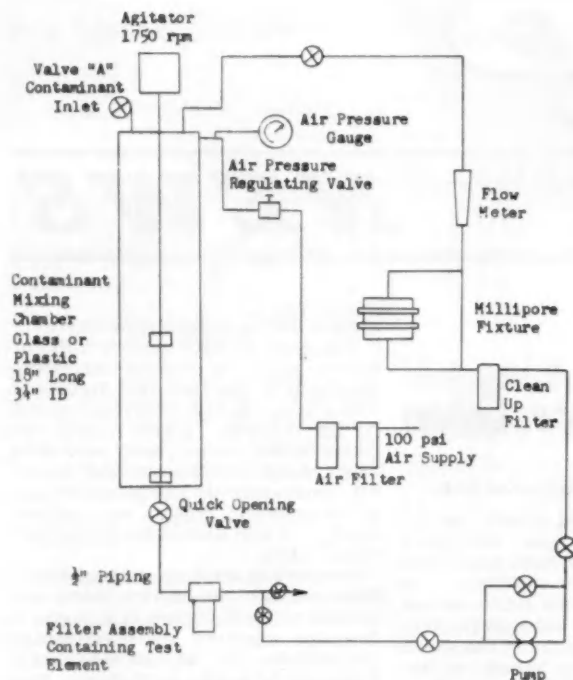 Agitator
1750 rpm
Valve "A"
Contaminant
Inlet
Air Pressure
Gauge
Air Pressure
Regulating Valve
Flow
Meter
Contaminant
Mixing
Chamber
Glass or
Plastic
18" Long
3¼" ID
Millipore
Fixture
Clean
Up
Filter
100 psi
Air Supply
Air Filter
Quick Opening
Valve
½" Piping
Filter Assembly
Containing Test
Element
Pump